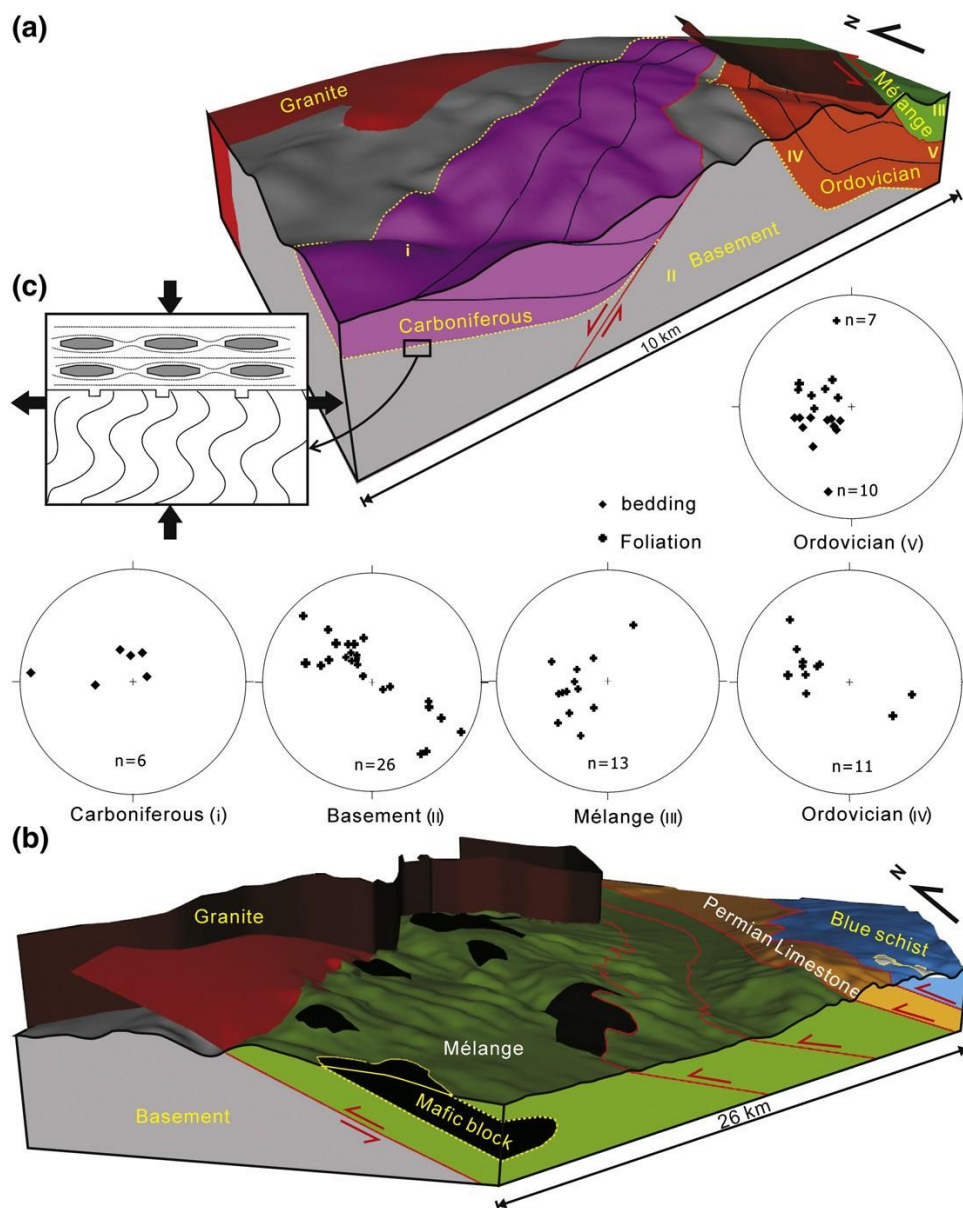 (a)
N
Granite
Mélange
III
IV
V
Ordovician
i
Basement
II
Carboniferous
10 km
(c)
n=7
n=10
bedding
Foliation
Ordovician (V)
n=6
n=26
n=13
n=11
Carboniferous (i)
Basement (II)
Mélange (III)
Ordovician (IV)
(b)
N
Granite
Permian Limestone
Blue schist
Mélange
Mafic block
Basement
26 km